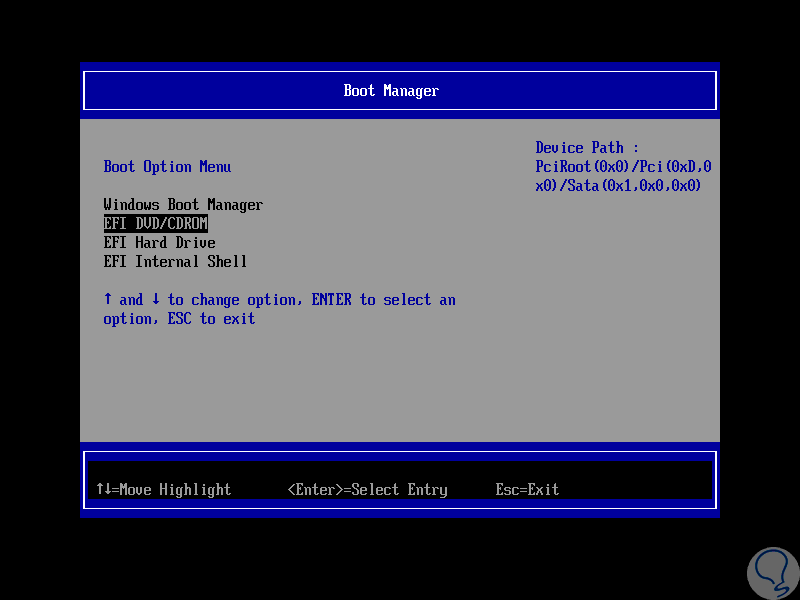 Boot Manager
Device Path :
Boot Option Menu
PciRoot(0x0)/Pci(0xD,0
x0)/Sata(0x1,0x0,0x0)
Windows Boot Manager
EFI DVD/CDROM
EFI Hard Drive
EFI Internal Shell
↑ and ↓ to change option, ENTER to select an
option, ESC to exit
↑↓=Move Highlight <Enter>=Select Entry Esc=Exit